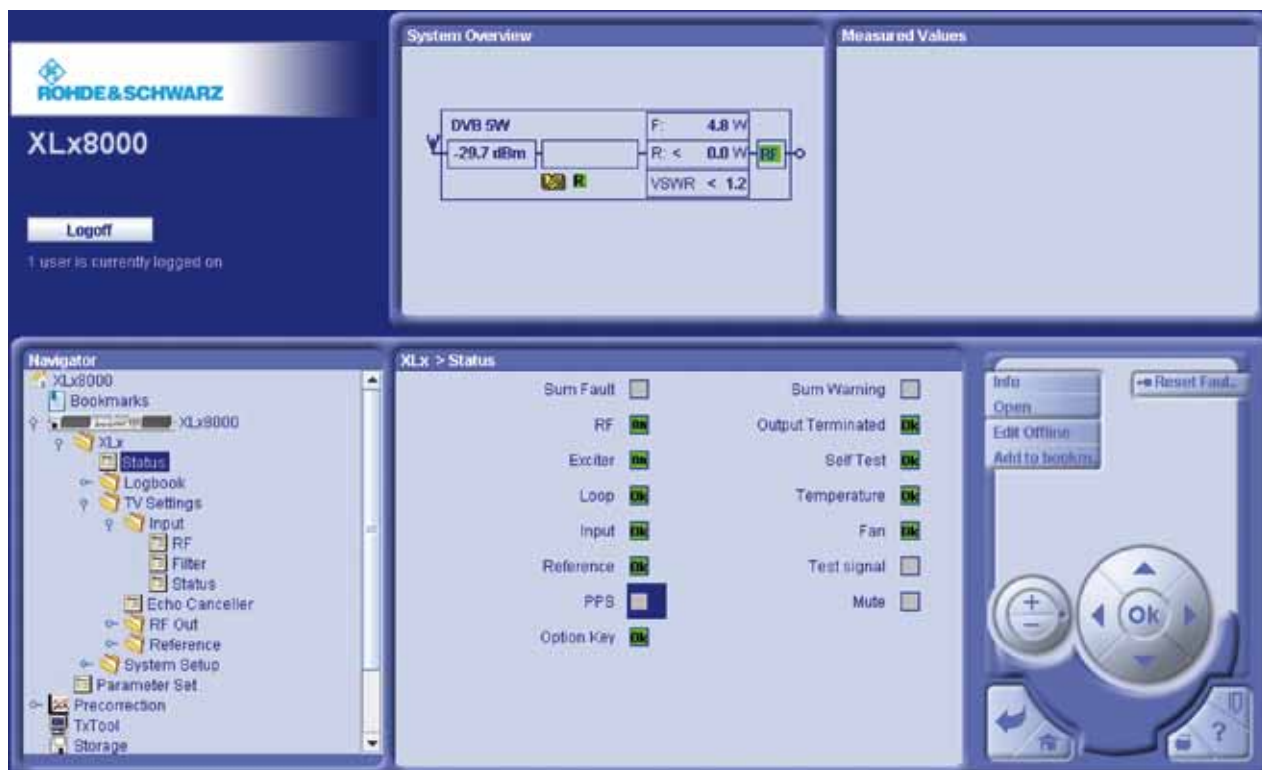 ROHDE&SCHWARZ
XLx8000
Logoff
1 user is currently logged on
System Overview
DVB 5W
-29.7 dBm
R
F: 4.8 W
R: < 0.0 W
VSWR < 1.2
RF
Measured Values
Navigator
XLx8000
Bookmarks
XLx8000
XLx
Status
Logbook
TV Settings
Input
RF
Filter
Status
Echo Canceller
RF Out
Reference
System Setup
Parameter Set
Precorrection
TxTool
Storage
XLx > Status
Sum Fault
RF On
Exciter On
Loop Ok
Input Ok
Reference Ok
PPS
Option Key Ok
Sum Warning
Output Terminated Ok
Self Test Ok
Temperature Ok
Fan Ok
Test signal
Mute
Info
Open
Edit Offline
Add to bookm..
Reset Fault..
+
-
Ok
ID
?